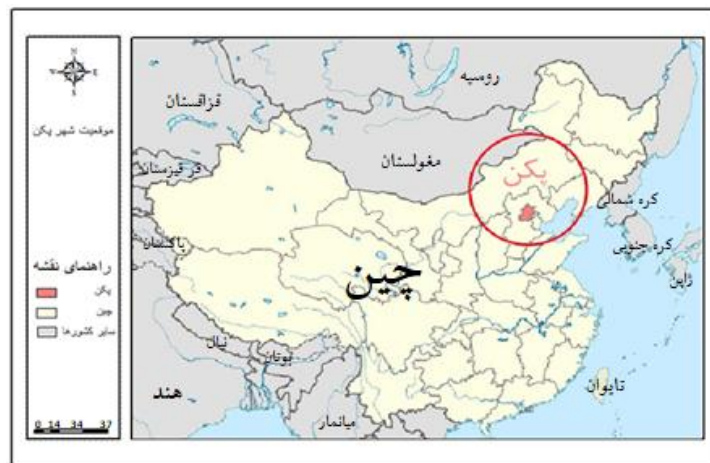 N
W E
S
موقعیت شهر پکن
راهنمای نقشه
پکن
چین
سایر کشورها
0 14 34 37
روسیه
قزاقستان
مغولستان
پکن
قرقیزستان
کره شمالی
پاکستان
کره جنوبی
ژاپن
چین
نپال
بوتان
هند
تایوان
میانمار